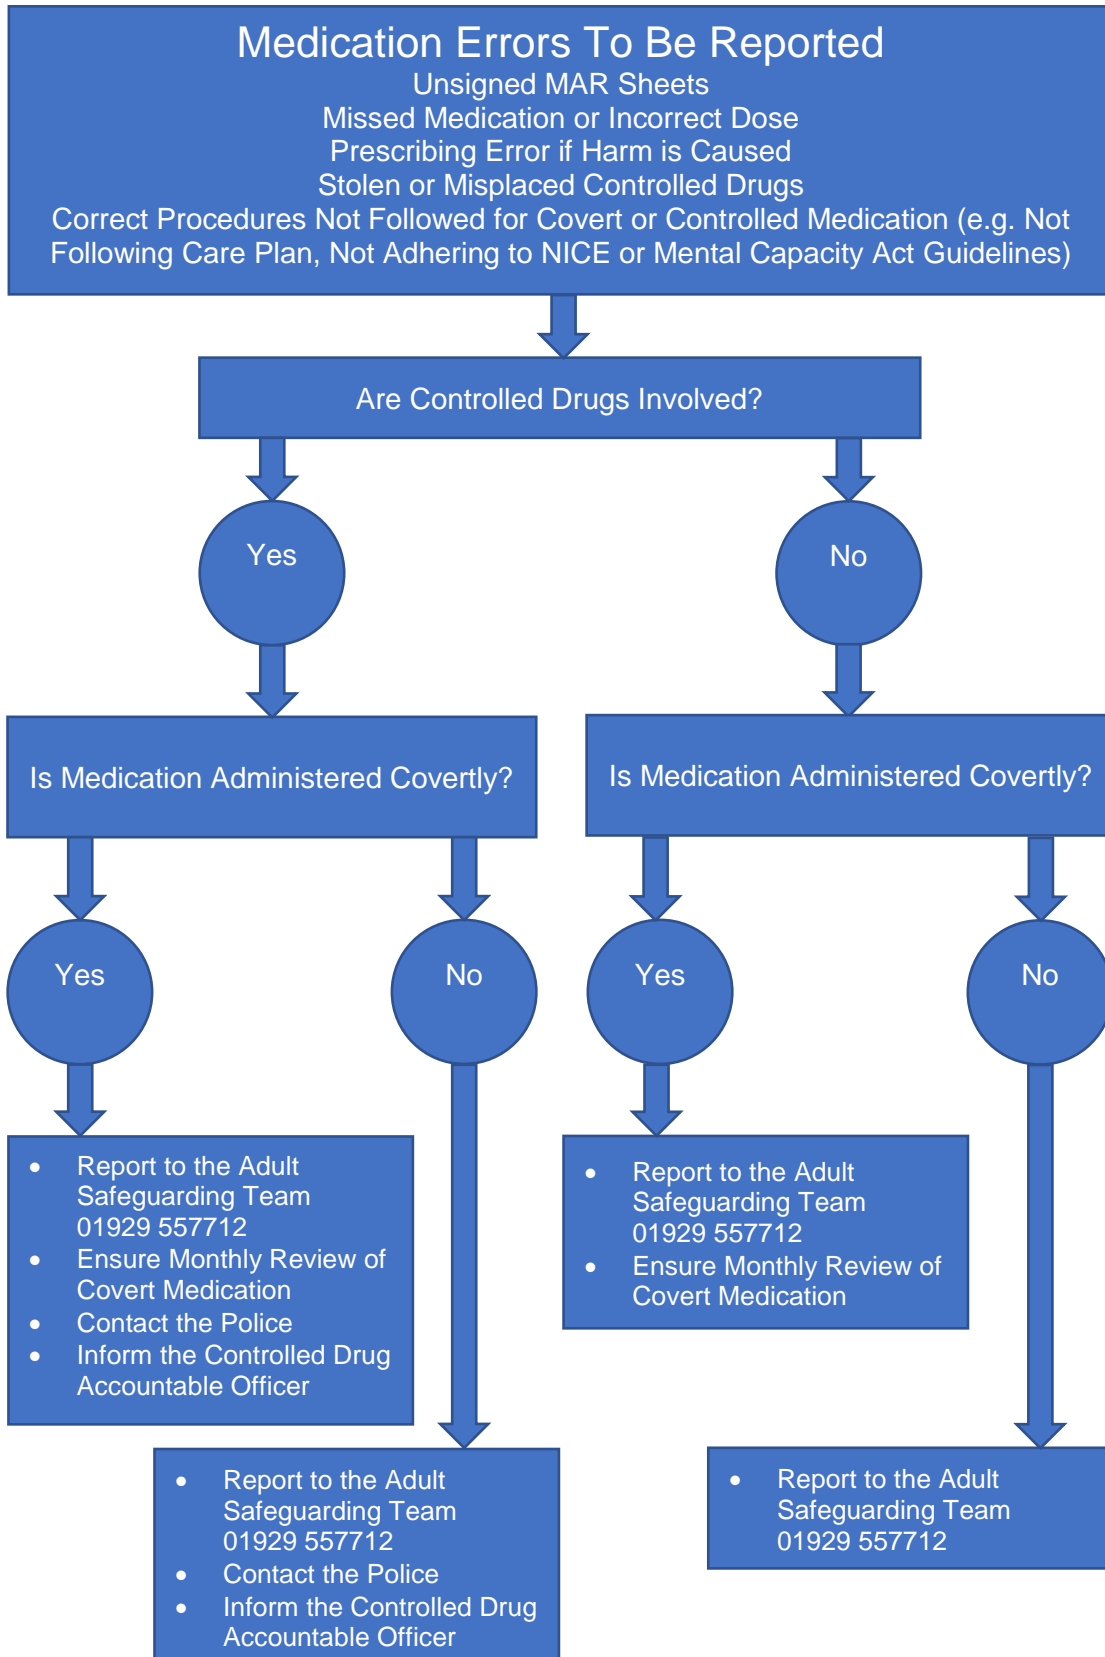 Medication Errors To Be Reported
Unsigned MAR Sheets
Missed Medication or Incorrect Dose
Prescribing Error if Harm is Caused
Stolen or Misplaced Controlled Drugs
Correct Procedures Not Followed for Covert or Controlled Medication (e.g. Not
Following Care Plan, Not Adhering to NICE or Mental Capacity Act Guidelines)
Are Controlled Drugs Involved?
Yes
No
Is Medication Administered Covertly?
Is Medication Administered Covertly?
Yes
No
Yes
No
• Report to the Adult
Safeguarding Team
01929 557712
• Ensure Monthly Review of
Covert Medication
• Contact the Police
• Inform the Controlled Drug
Accountable Officer
• Report to the Adult
Safeguarding Team
01929 557712
• Ensure Monthly Review of
Covert Medication
• Report to the Adult
Safeguarding Team
01929 557712
• Contact the Police
• Inform the Controlled Drug
Accountable Officer
• Report to the Adult
Safeguarding Team
01929 557712